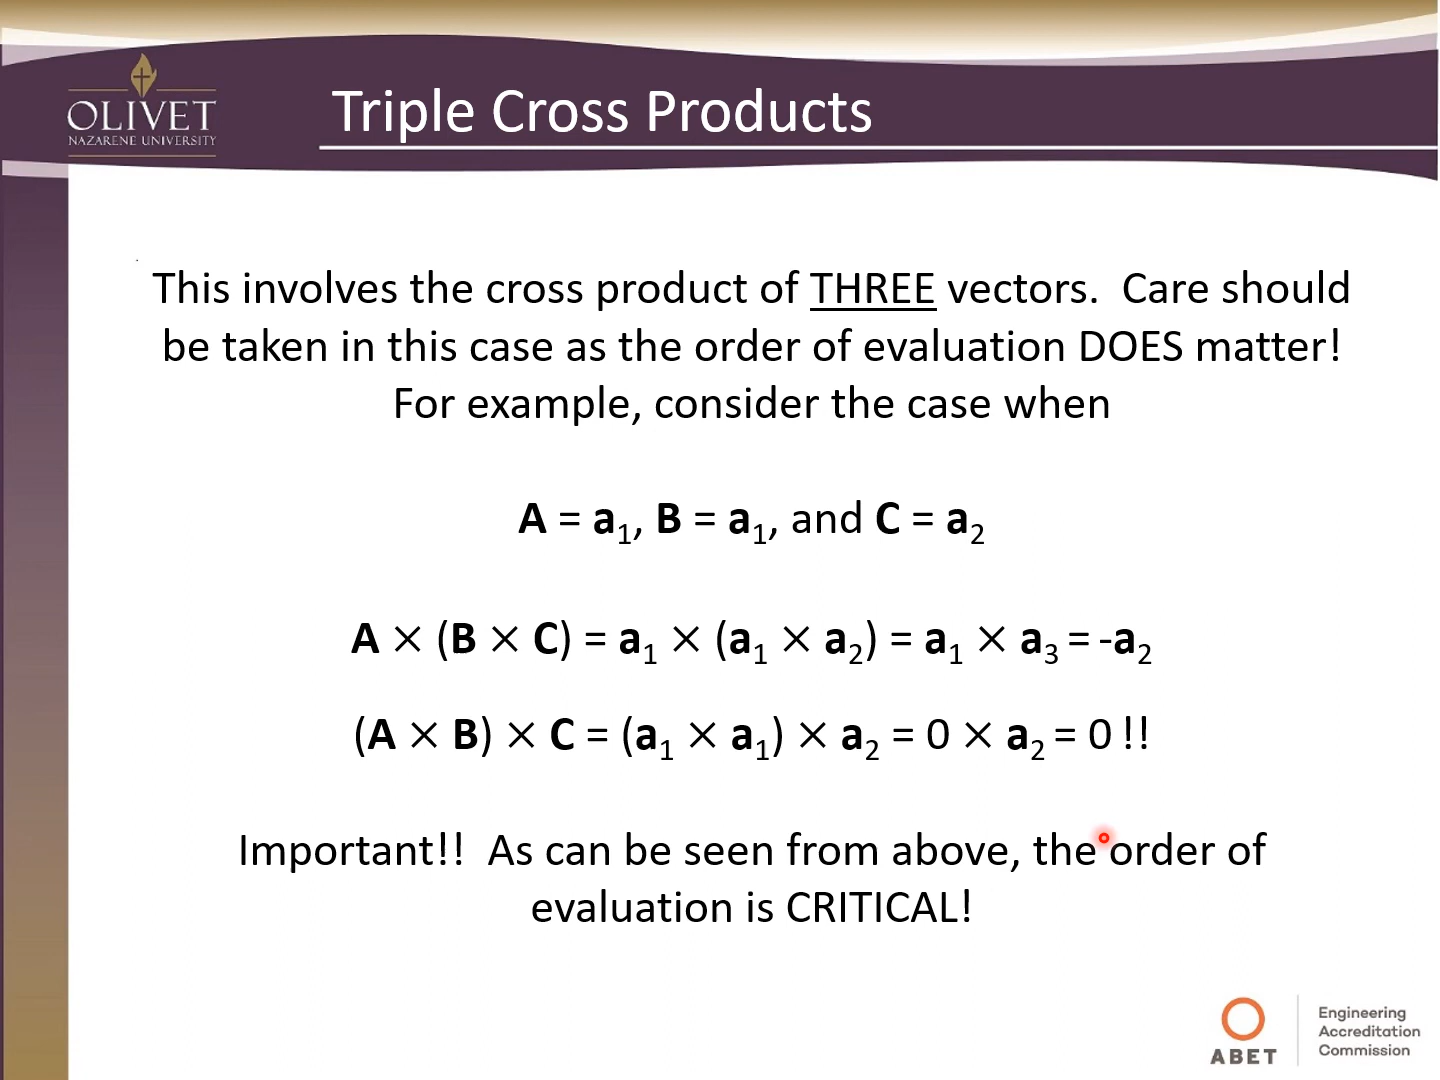 OLIVET
NAZARENE UNIVERSITY
Triple Cross Products
This involves the cross product of THREE vectors.  Care should
be taken in this case as the order of evaluation DOES matter!
For example, consider the case when
A = a₁, B = a₁, and C = a₂
A × (B × C) = a₁ × (a₁ × a₂) = a₁ × a₃ = -a₂
(A × B) × C = (a₁ × a₁) × a₂ = 0 × a₂ = 0 !!
Important!!  As can be seen from above, the order of
evaluation is CRITICAL!
ABET
Engineering
Accreditation
Commission